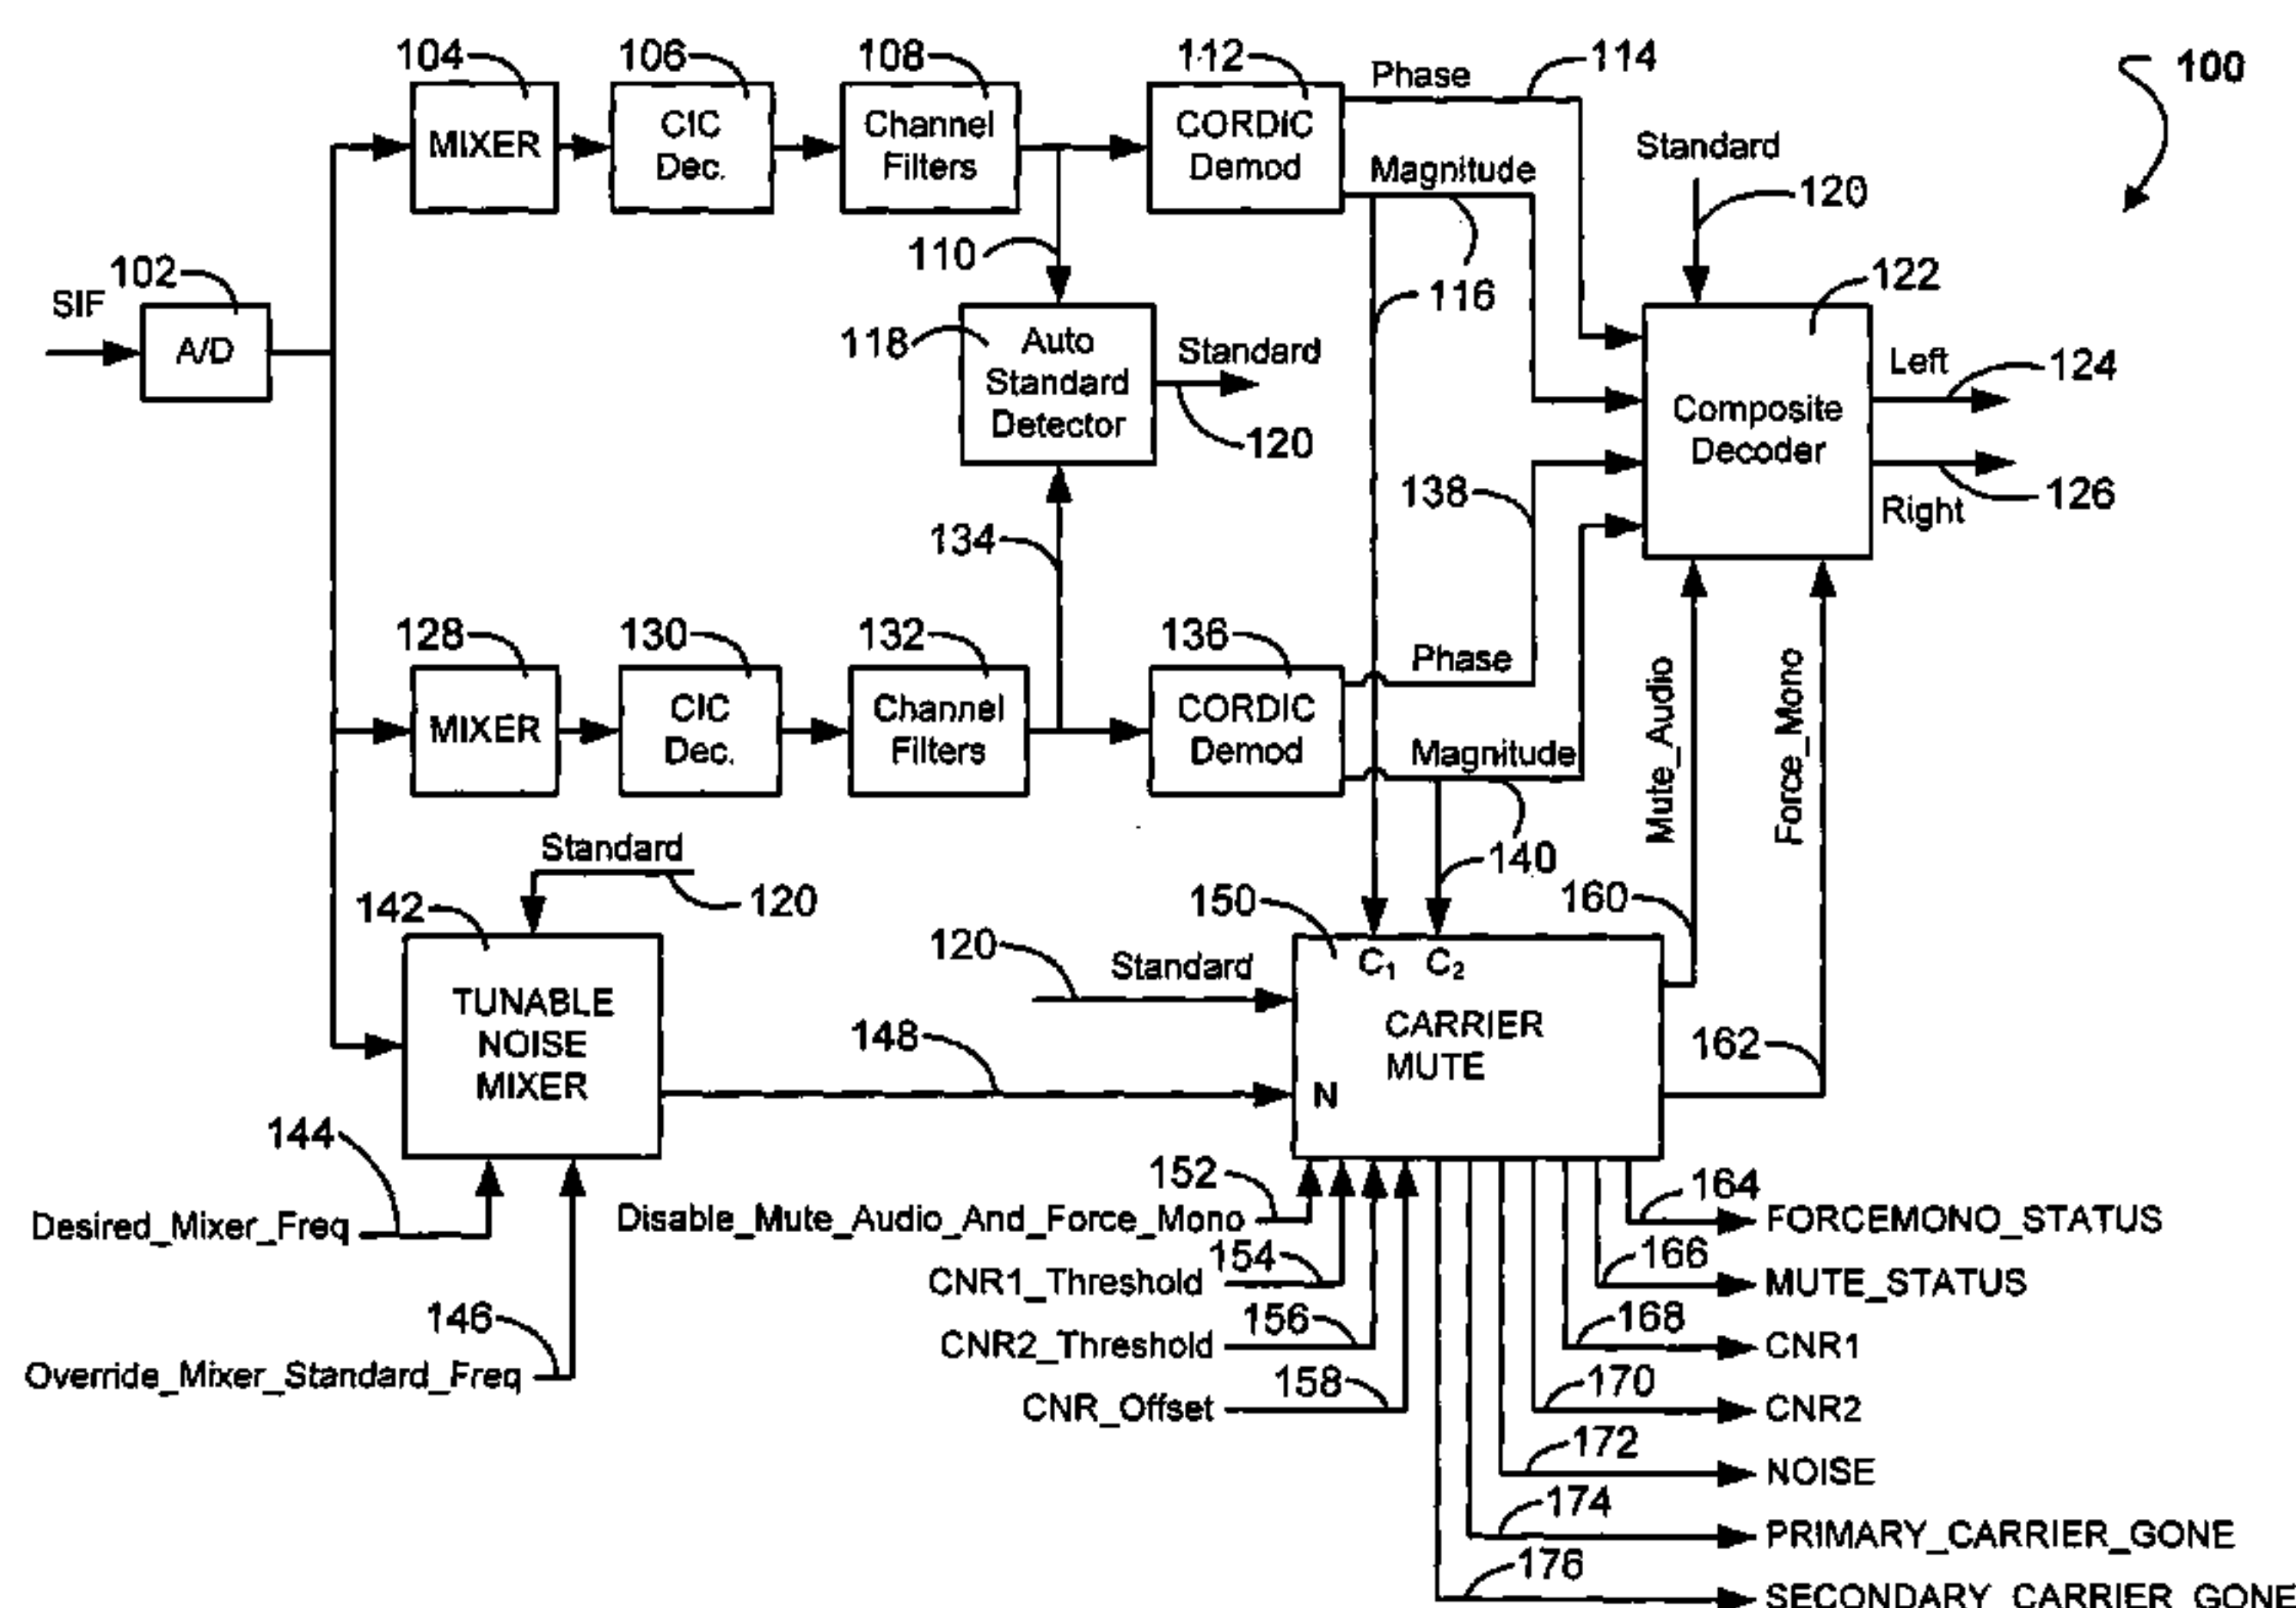 104
106
108
112
Phase
114
100
MIXER
CIC
Dec.
Channel
Filters
CORDIC
Demod
Magnitude
Standard
120
110
116
122
SIF
102
A/D
118
Auto
Standard
Detector
Standard
120
Left
124
Composite
Decoder
138
126
Right
134
128
130
132
136
Phase
MIXER
CIC
Dec.
Channel
Filters
CORDIC
Demod
Magnitude
Mute_Audio
Force_Mono
Standard
120
140
142
150
160
120
Standard
C1 C2
TUNABLE
NOISE
MIXER
148
CARRIER
MUTE
162
N
144
152
164
Desired_Mixer_Freq
Disable_Mute_Audio_And_Force_Mono
FORCEMONO_STATUS
154
166
CNR1_Threshold
MUTE_STATUS
146
156
168
CNR2_Threshold
CNR1
Override_Mixer_Standard_Freq
158
170
CNR_Offset
CNR2
172
NOISE
174
PRIMARY_CARRIER_GONE
176
SECONDARY_CARRIER_GONE